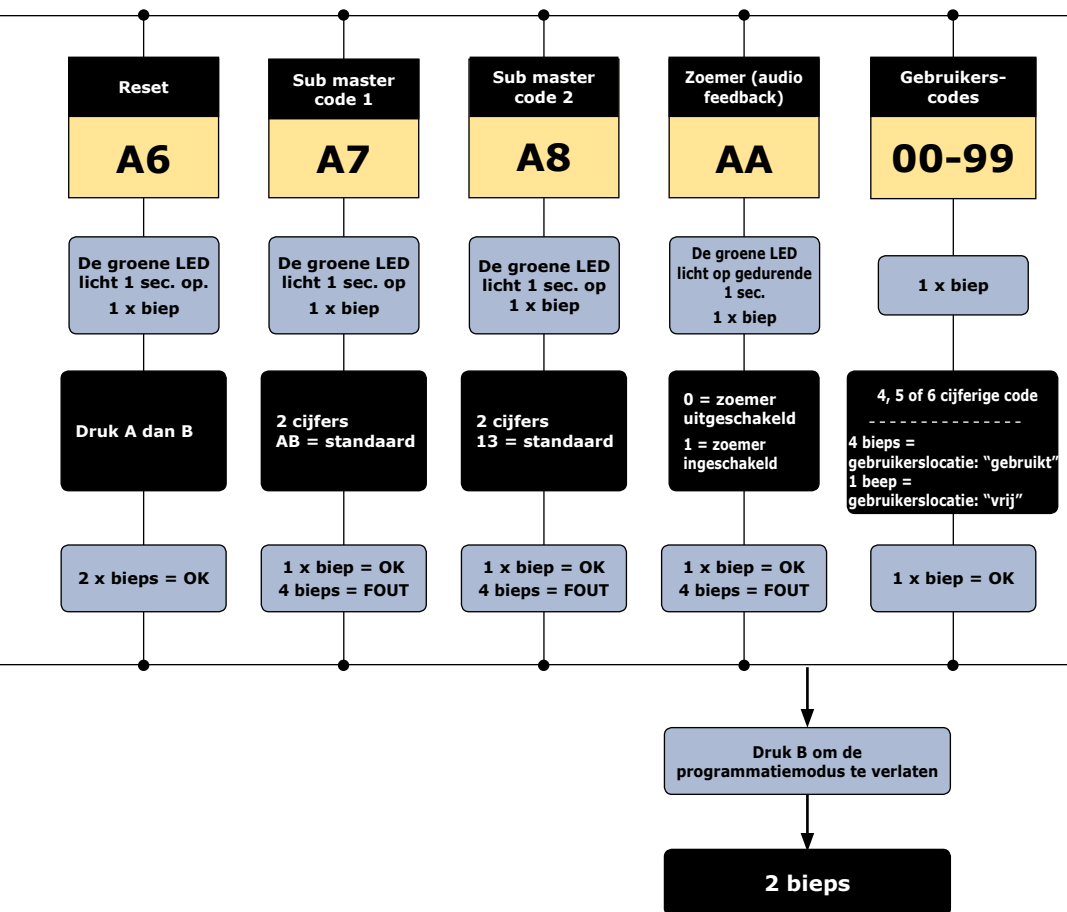 Reset
A6
De groene LED
licht 1 sec. op.
1 x biep
Druk A dan B
2 x bieps = OK
Sub master
code 1
A7
De groene LED
licht 1 sec. op
1 x biep
2 cijfers
AB = standaard
1 x biep = OK
4 bieps = FOUT
Sub master
code 2
A8
De groene LED
licht 1 sec. op
1 x biep
2 cijfers
13 = standaard
1 x biep = OK
4 bieps = FOUT
Zoemer (audio
feedback)
AA
De groene LED
licht op gedurende
1 sec.
1 x biep
0 = zoemer
uitgeschakeld
1 = zoemer
ingeschakeld
1 x biep = OK
4 bieps = FOUT
Gebruikers-
codes
00-99
1 x biep
4, 5 of 6 cijferige code
- - - - - - - - - - - - - - -
4 bieps =
gebruikerslocatie: “gebruikt”
1 beep =
gebruikerslocatie: “vrij”
1 x biep = OK
Druk B om de
programmatiemodus te verlaten
2 bieps